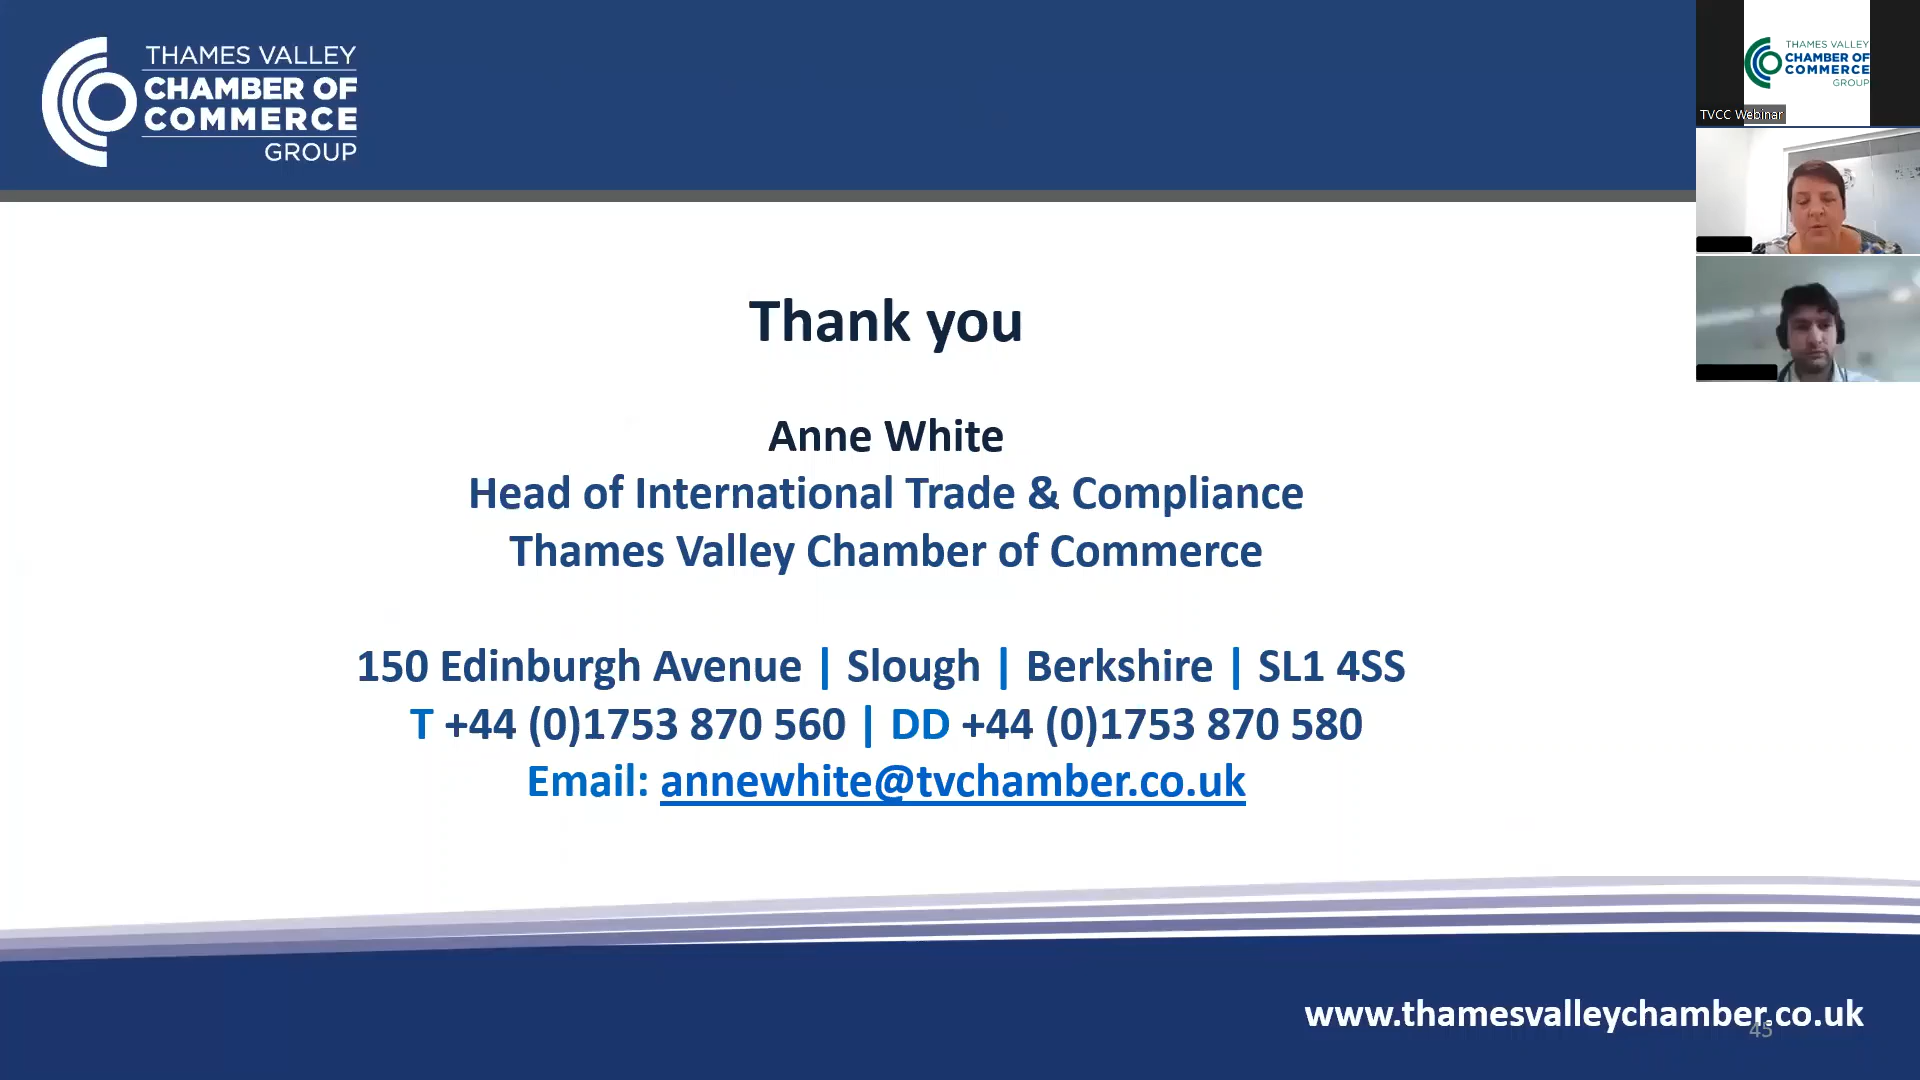 THAMES VALLEY
CHAMBER OF
COMMERCE
GROUP
THAMES VALLEY
CHAMBER OF
COMMERCE
GROUP
TVCC Webinar
Thank you
Anne White
Head of International Trade & Compliance
Thames Valley Chamber of Commerce
150 Edinburgh Avenue | Slough | Berkshire | SL1 4SS
T +44 (0)1753 870 560 | DD +44 (0)1753 870 580
Email: annewhite@tvchamber.co.uk
www.thamesvalleychamber.co.uk
45